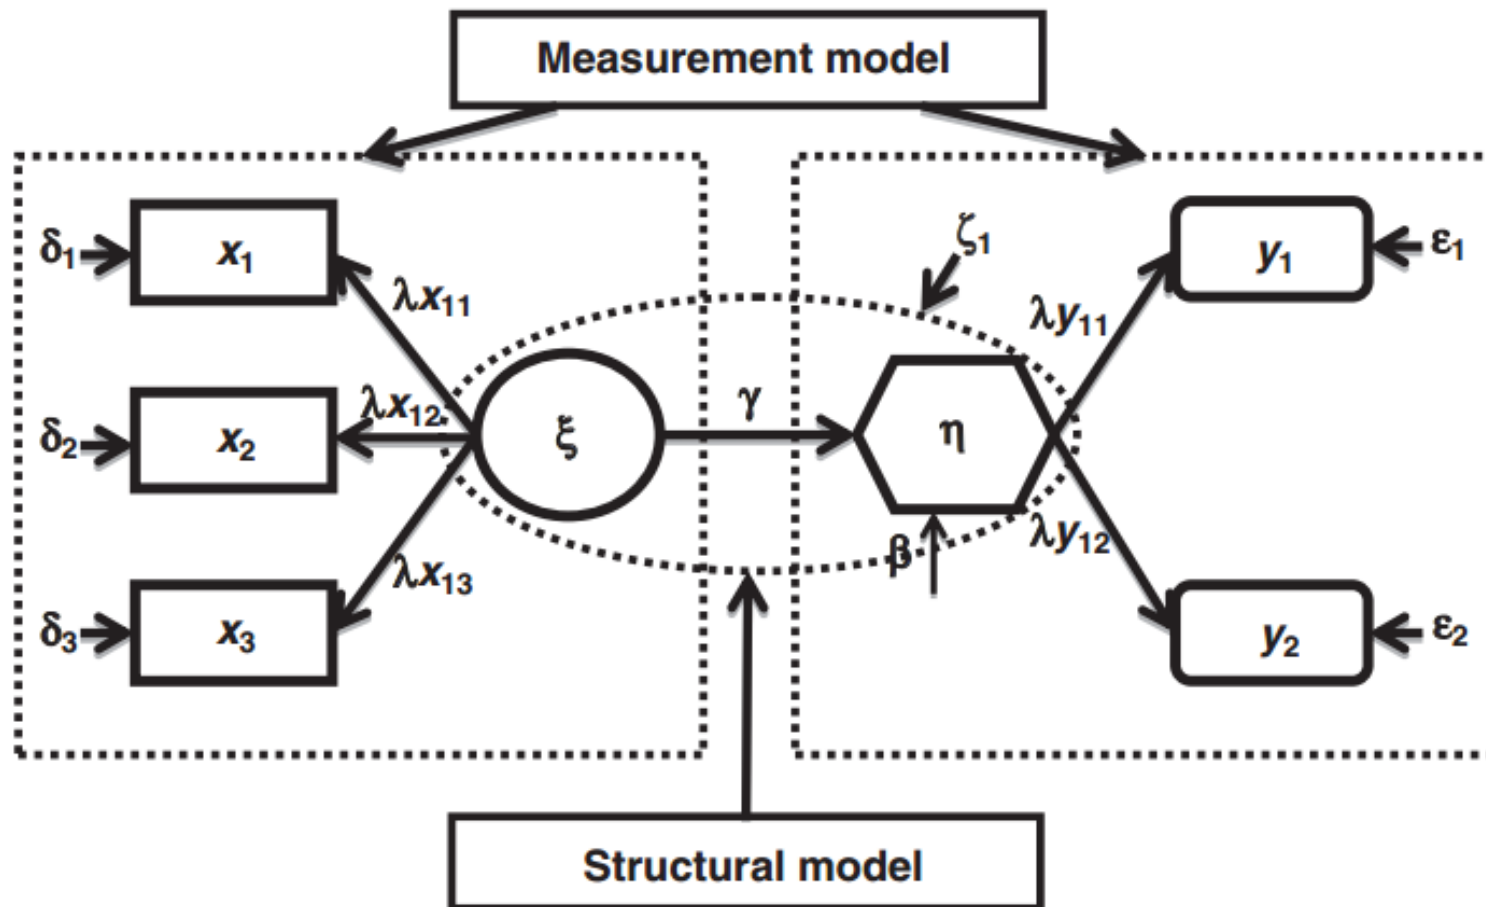 Measurement model
δ1
x1
λx11
ζ1
λy11
y1
ε1
δ2
x2
λx12
ξ
γ
η
β
λy12
δ3
x3
λx13
y2
ε2
Structural model